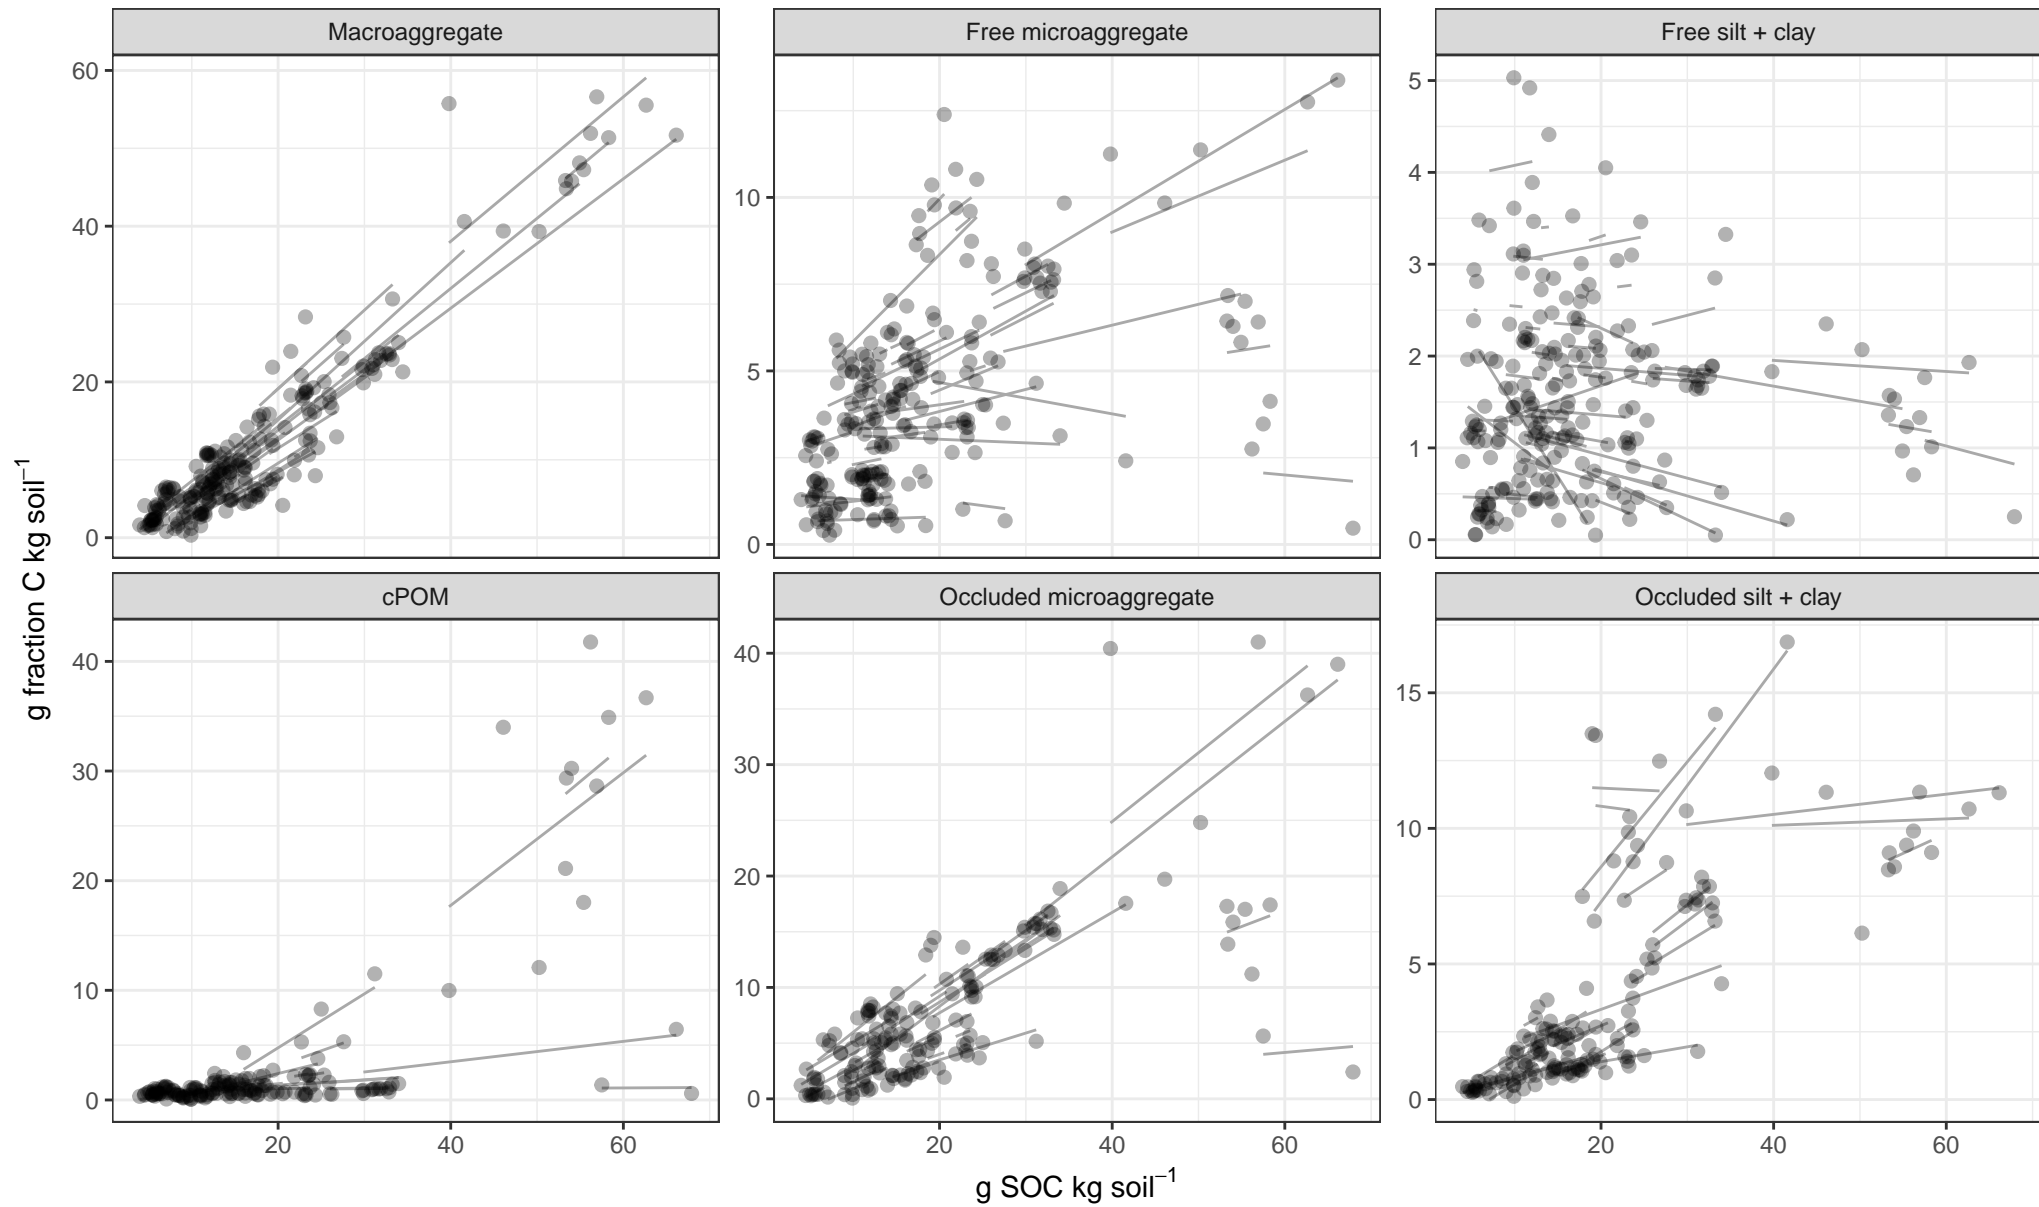 Macroaggregate
Free microaggregate
Free silt + clay
60
40
20
0
10
5
0
5
4
3
2
1
0
g fraction C kg soil⁻¹
cPOM
Occluded microaggregate
Occluded silt + clay
40
30
20
10
0
40
30
20
10
0
15
10
5
0
20 40 60
20 40 60
20 40 60
g SOC kg soil⁻¹